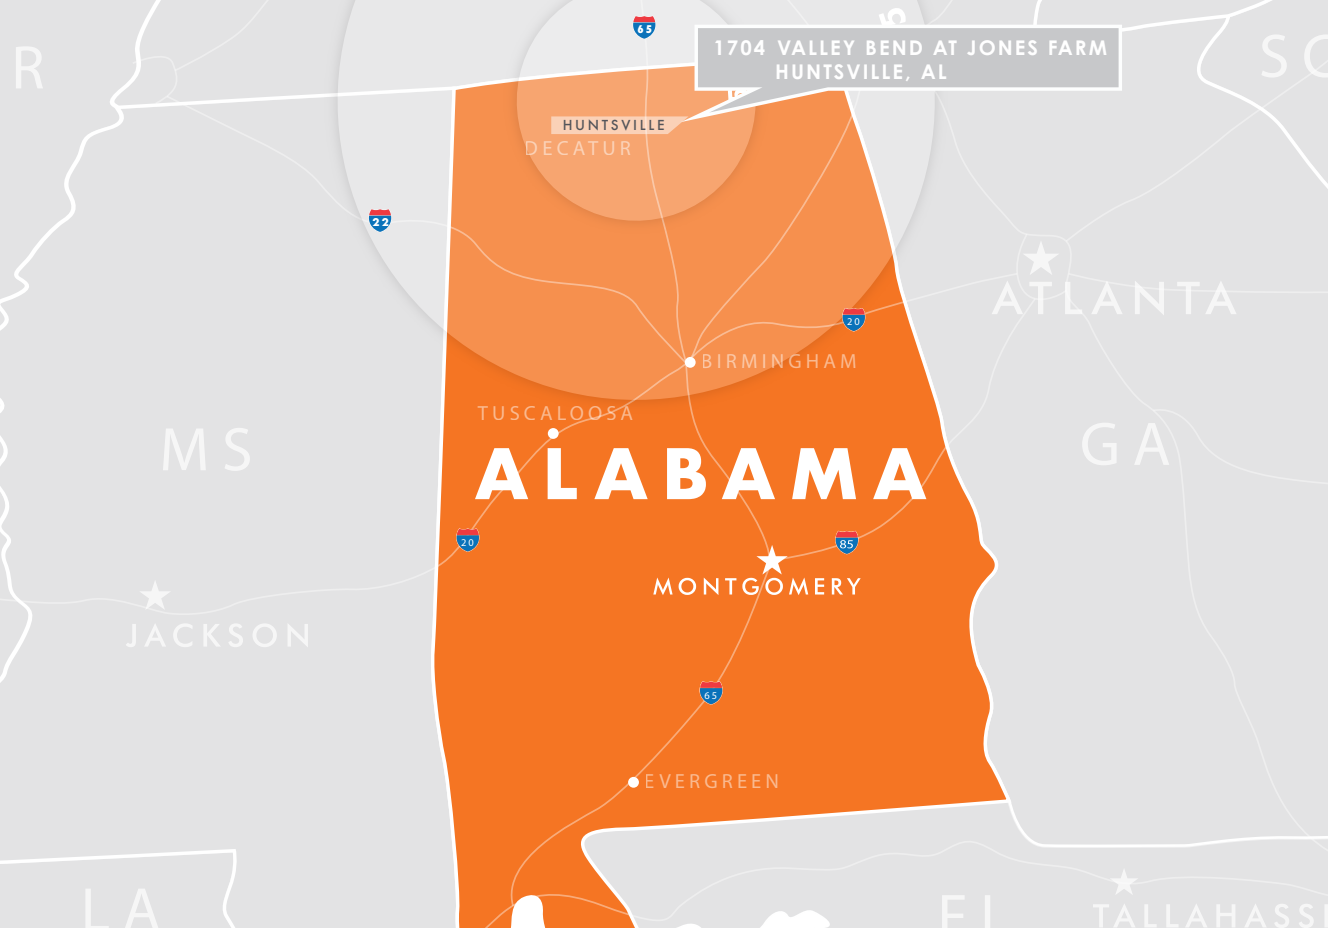 65
1704 VALLEY BEND AT JONES FARM
HUNTSVILLE, AL
R
SC
HUNTSVILLE
DECATUR
22
ATLANTA
20
BIRMINGHAM
TUSCALOOSA
MS
GA
ALABAMA
20
85
MONTGOMERY
JACKSON
65
EVERGREEN
LA
FL
TALLAHASS